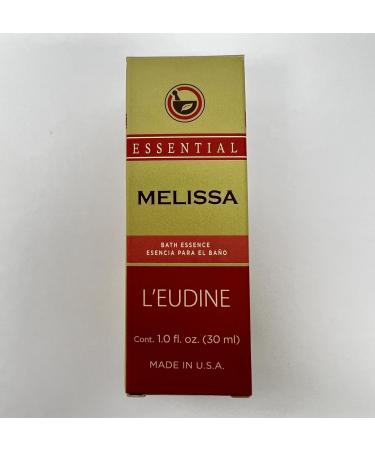 ESSENTIAL
MELISSA
BATH ESSENCE
ESENCIA PARA EL BAÑO
L'EUDINE
Cont. 1.0 fl. oz. (30 ml)
MADE IN U.S.A.